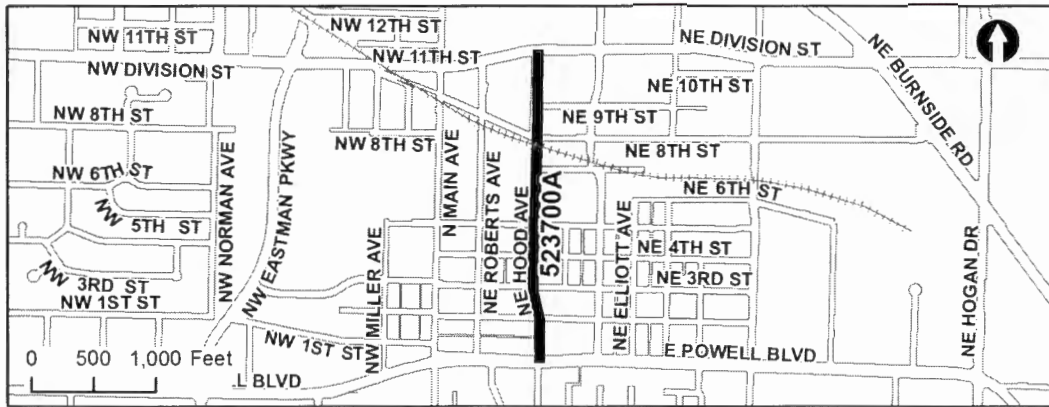 NW 12TH ST
NW 11TH ST
NW 11TH ST
NE DIVISION ST
NW DIVISION ST
NE BURNSIDE RD
NE 10TH ST
NW 8TH ST
NE 9TH ST
NW 8TH ST
NE 8TH ST
NW 6TH ST
NE 6TH ST
NW 5TH ST
NW NORMAN AVE
NW EASTMAN PKWY
NW MILLER AVE
N MAIN AVE
NE ROBERTS AVE
NE HOOD AVE
523700A
NE ELLIOTT AVE
NE 4TH ST
NE 3RD ST
NE HOGAN DR
NW 3RD ST
NW 1ST ST
NW 1ST ST
E POWELL BLVD
0 500 1,000 Feet
L BLVD